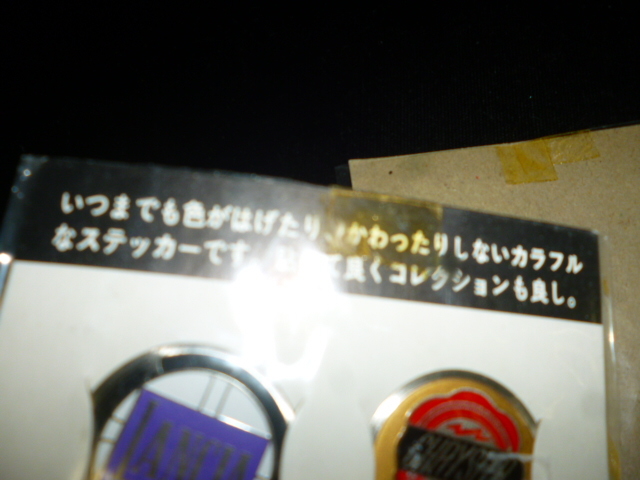 いつまでも色がはげたり、かわったりしないカラフル
なステッカーです 良くコレクションも良し。
LANCIA